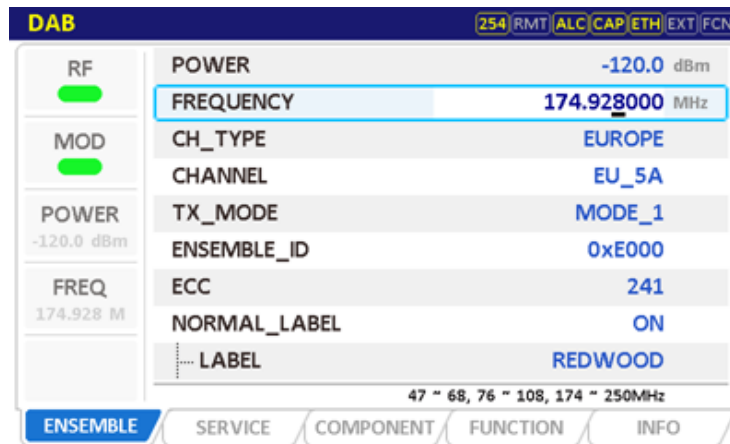 DAB 254 RMT ALC CAP ETH EXT FCN
RF
MOD
POWER
-120.0 dBm
FREQ
174.928 M
POWER -120.0 dBm
FREQUENCY 174.928000 MHz
CH_TYPE EUROPE
CHANNEL EU_5A
TX_MODE MODE_1
ENSEMBLE_ID 0xE000
ECC 241
NORMAL_LABEL ON
LABEL REDWOOD
47 ~ 68, 76 ~ 108, 174 ~ 250MHz
ENSEMBLE SERVICE COMPONENT FUNCTION INFO